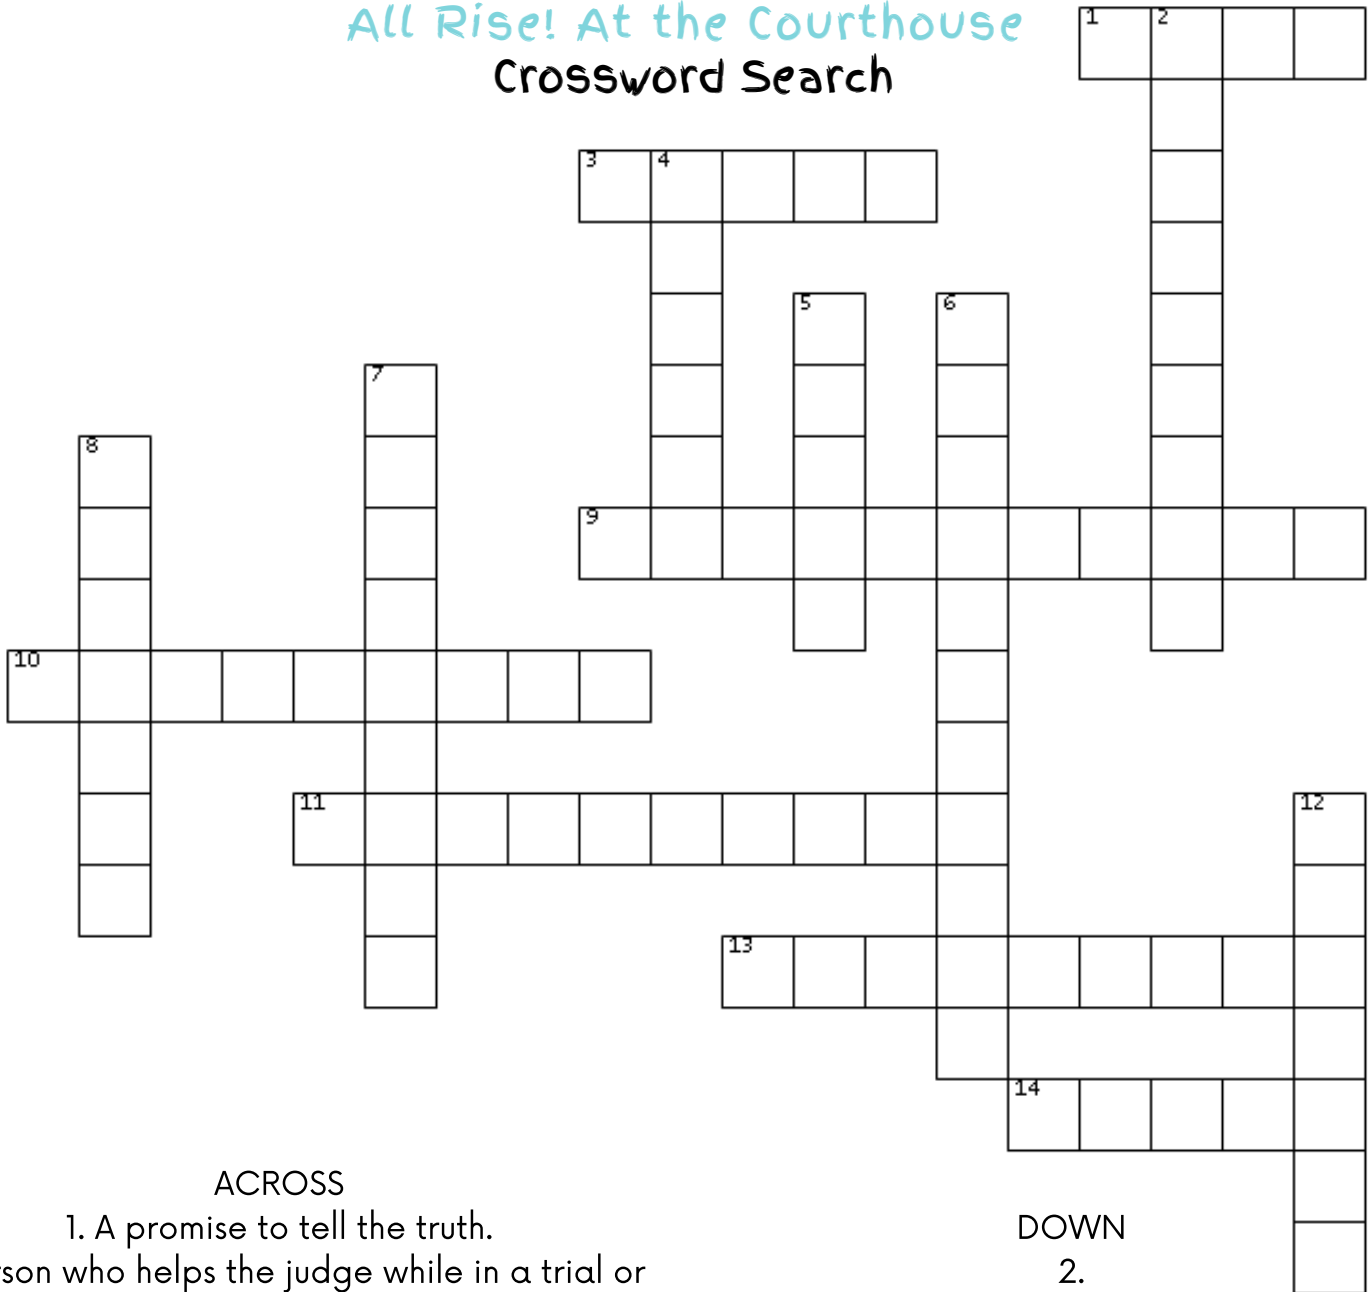 All Rise! At the Courthouse
Crossword Search
1 2
3 4
5 6
7
8
9
10
11 12
13
14
ACROSS
1. A promise to tell the truth.
who helps the judge while in a trial or
DOWN
2.